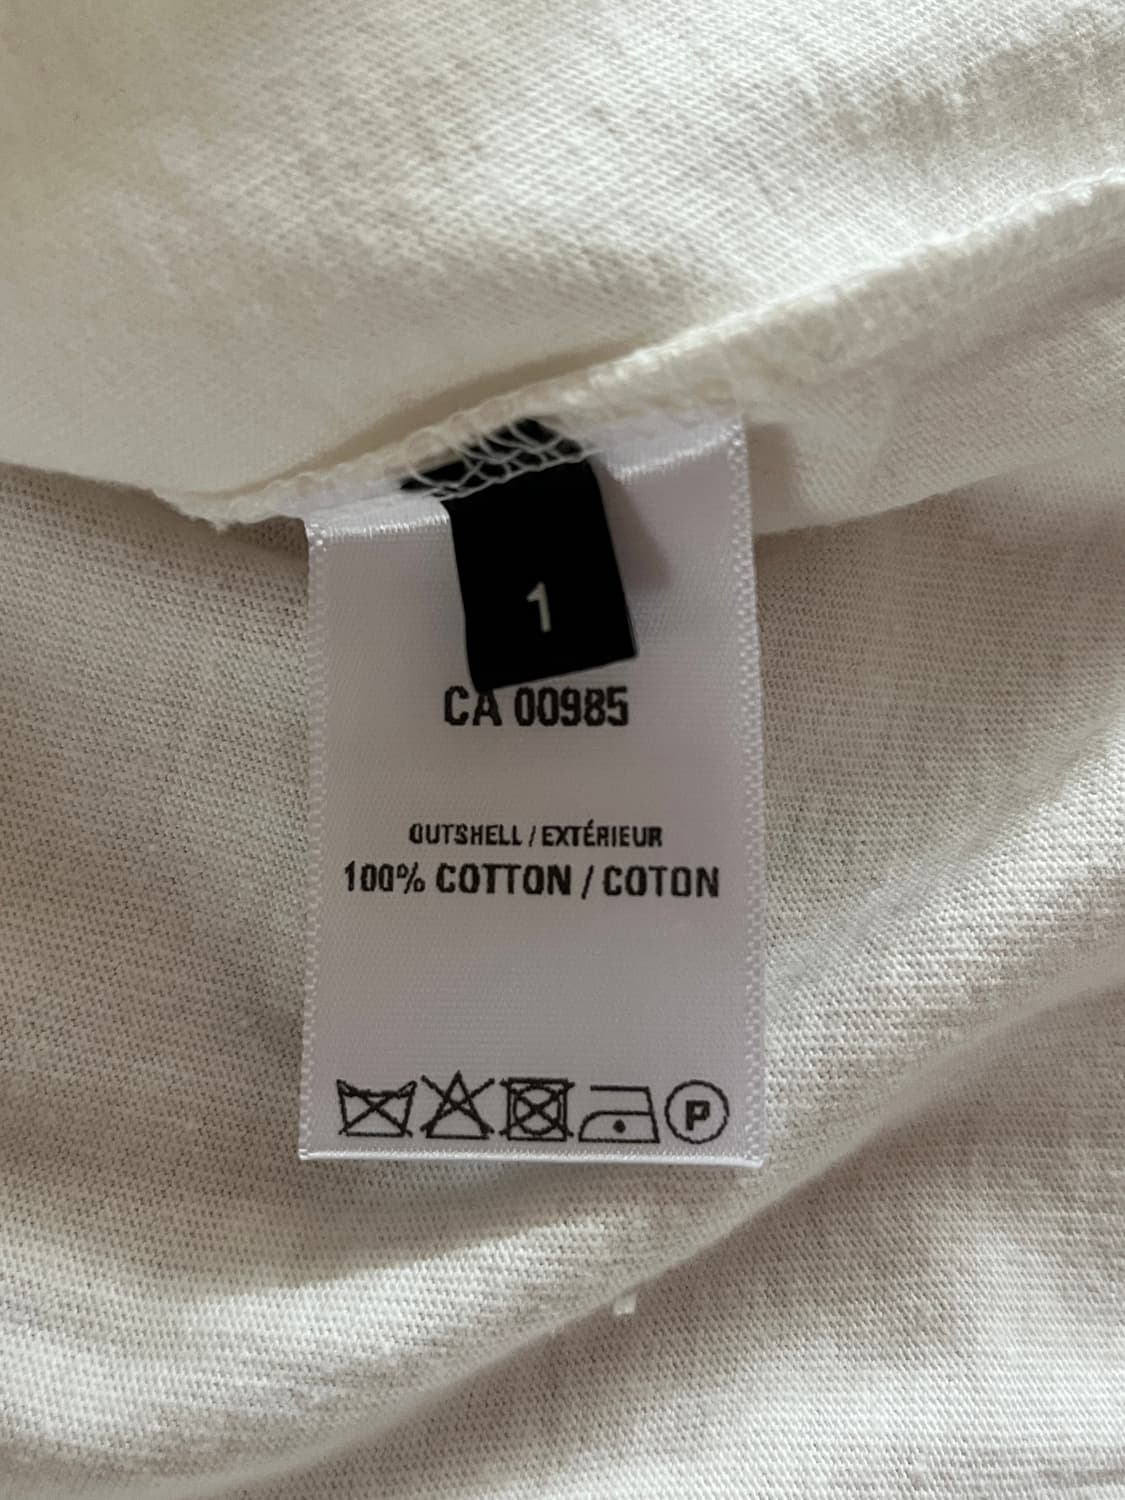 1
CA 00985
OUTSHELL / EXTÉRIEUR
100% COTTON / COTON
P